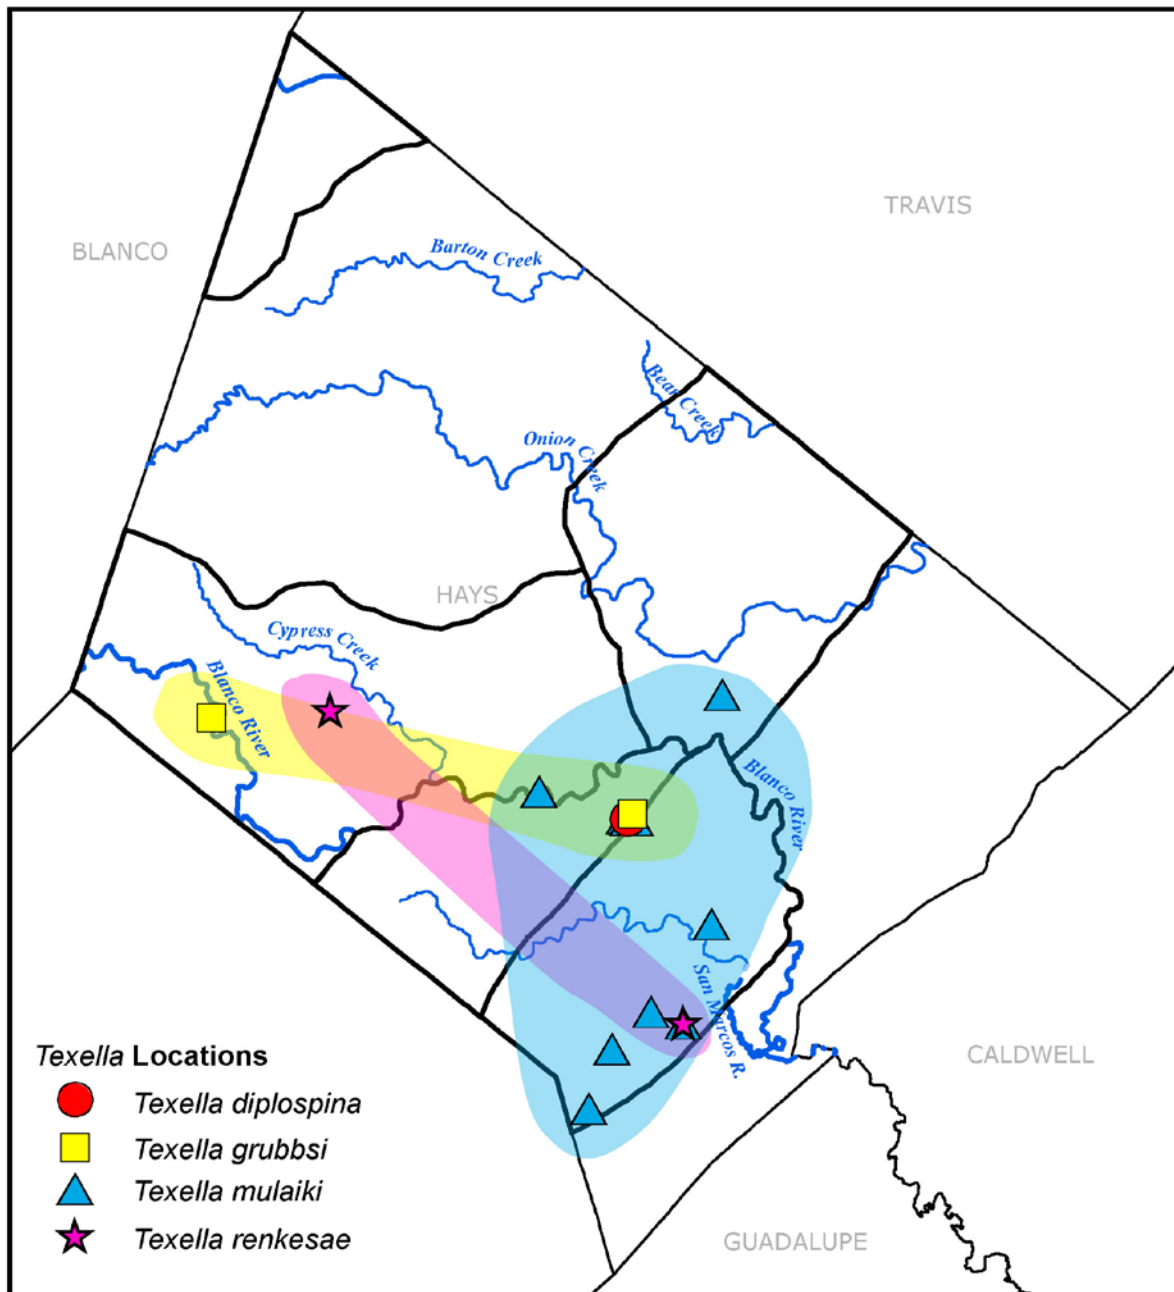 TRAVIS
BLANCO
Barton Creek
Bear Creek
Onion Creek
HAYS
Cypress Creek
Blanco River
Blanco River
San Marcos R.
CALDWELL
GUADALUPE
Texella Locations
Texella diplospina
Texella grubbsi
Texella mulaiki
Texella renkesae